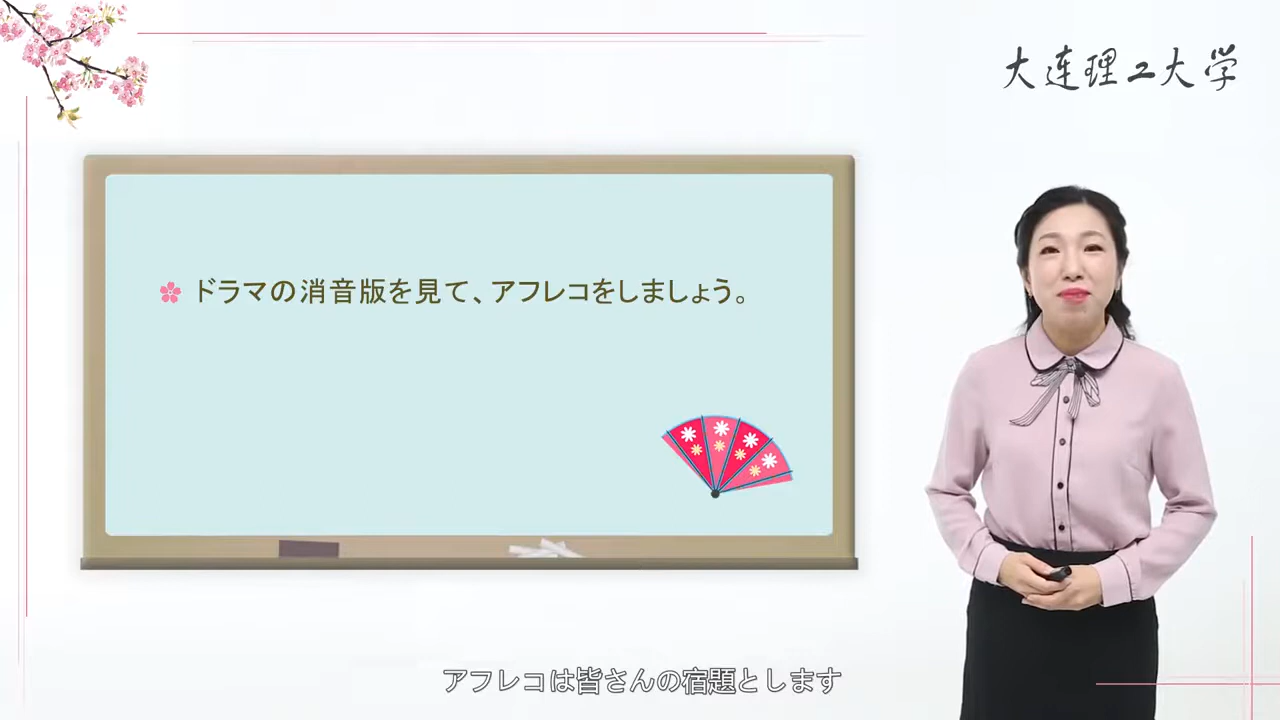 大连理工大学
ドラマの消音版を見て、アフレコをしましょう。
アフレコは皆さんの宿題とします